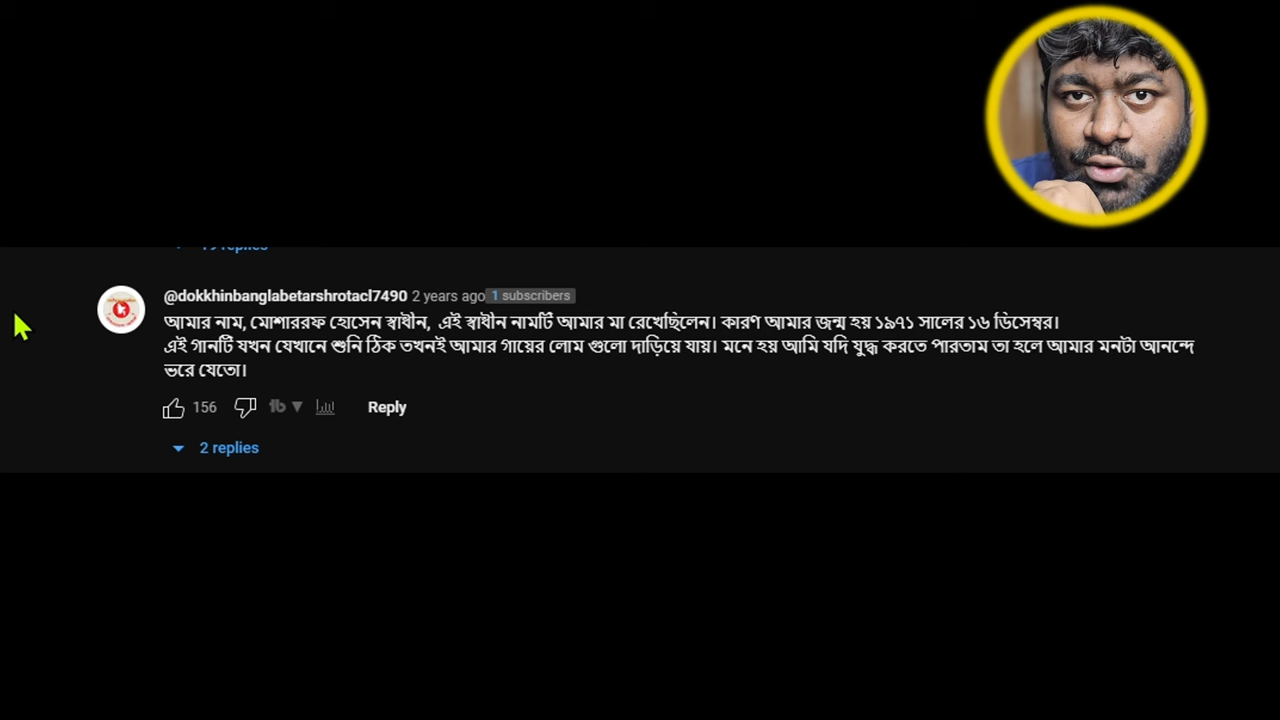 19 replies
@dokkhinbanglabetarshrotacl7490 2 years ago 1 subscribers
আমার নাম, মোশাররফ হোসেন স্বাধীন, এই স্বাধীন নামটি আমার মা রেখেছিলেন। কারণ আমার জন্ম হয় ১৯৭১ সালের ১৬ ডিসেম্বর।
এই গানটি যখন যেখানে শুনি ঠিক তখনই আমার গায়ের লোম গুলো দাড়িয়ে যায়। মনে হয় আমি যদি যুদ্ধ করতে পারতাম তা হলে আমার মনটা আনন্দে
ভরে যেতো।
156 Reply
2 replies